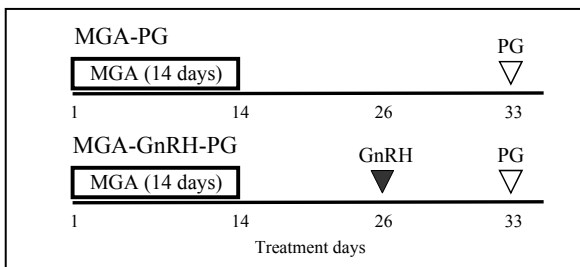 MGA-PG
PG
MGA (14 days)
1 14 26 33
MGA-GnRH-PG
GnRH PG
MGA (14 days)
1 14 26 33
Treatment days